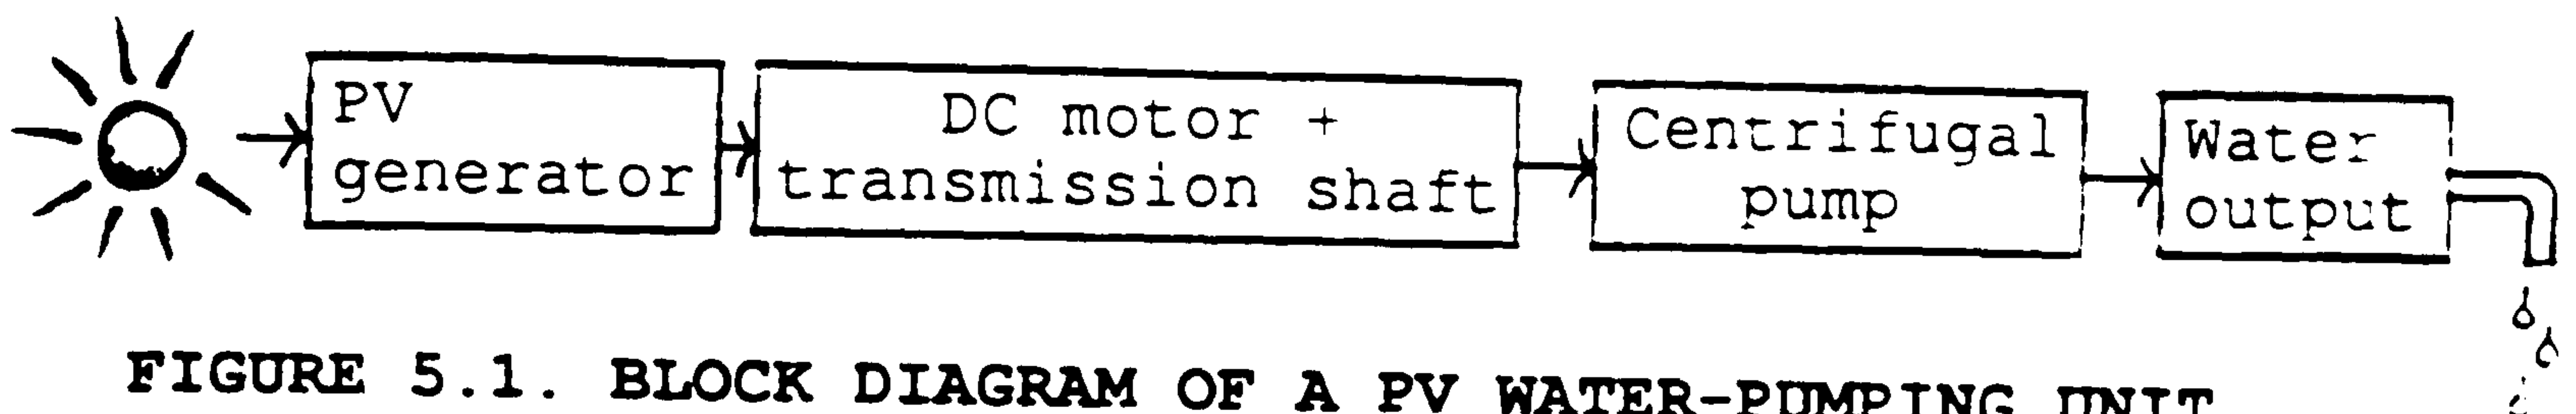 PV
generator
DC motor +
transmission shaft
Centrifugal
pump
Water
output
FIGURE 5.1. BLOCK DIAGRAM OF A PV WATER-PUMPING UNIT